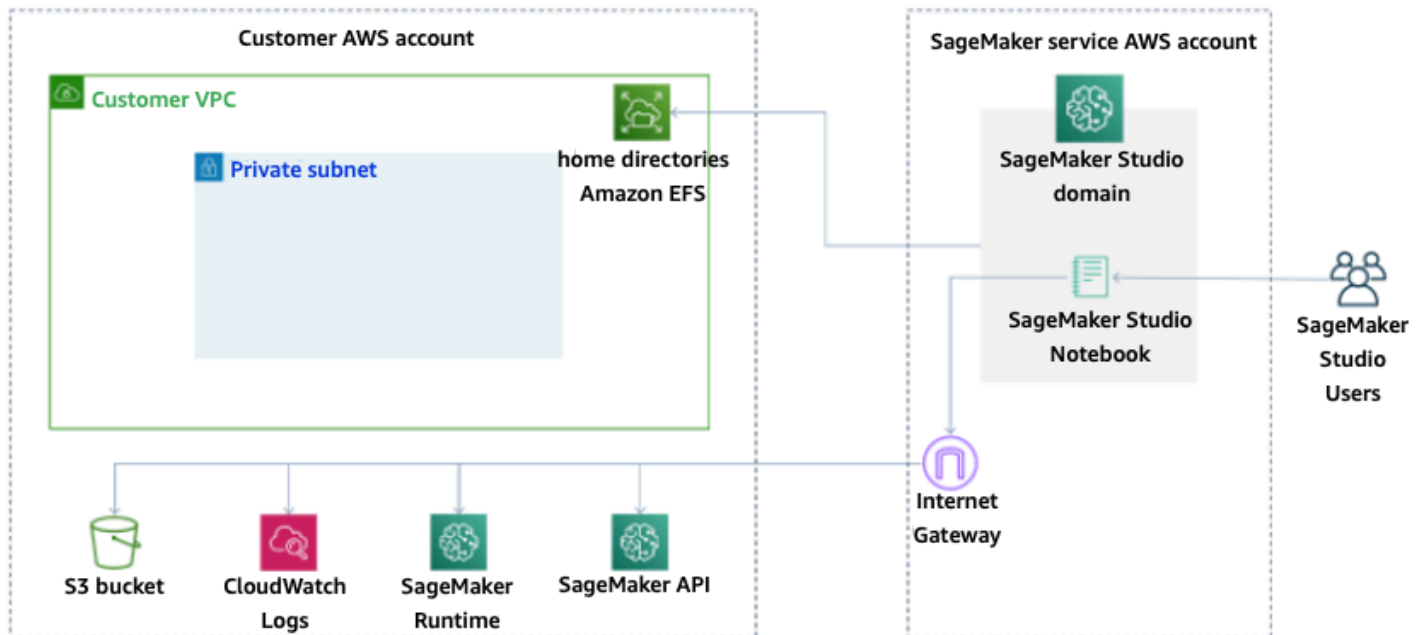 Customer AWS account
SageMaker service AWS account
Customer VPC
Private subnet
home directories
Amazon EFS
SageMaker Studio
domain
SageMaker Studio
Notebook
SageMaker
Studio
Users
Internet
Gateway
S3 bucket
CloudWatch
Logs
SageMaker
Runtime
SageMaker API